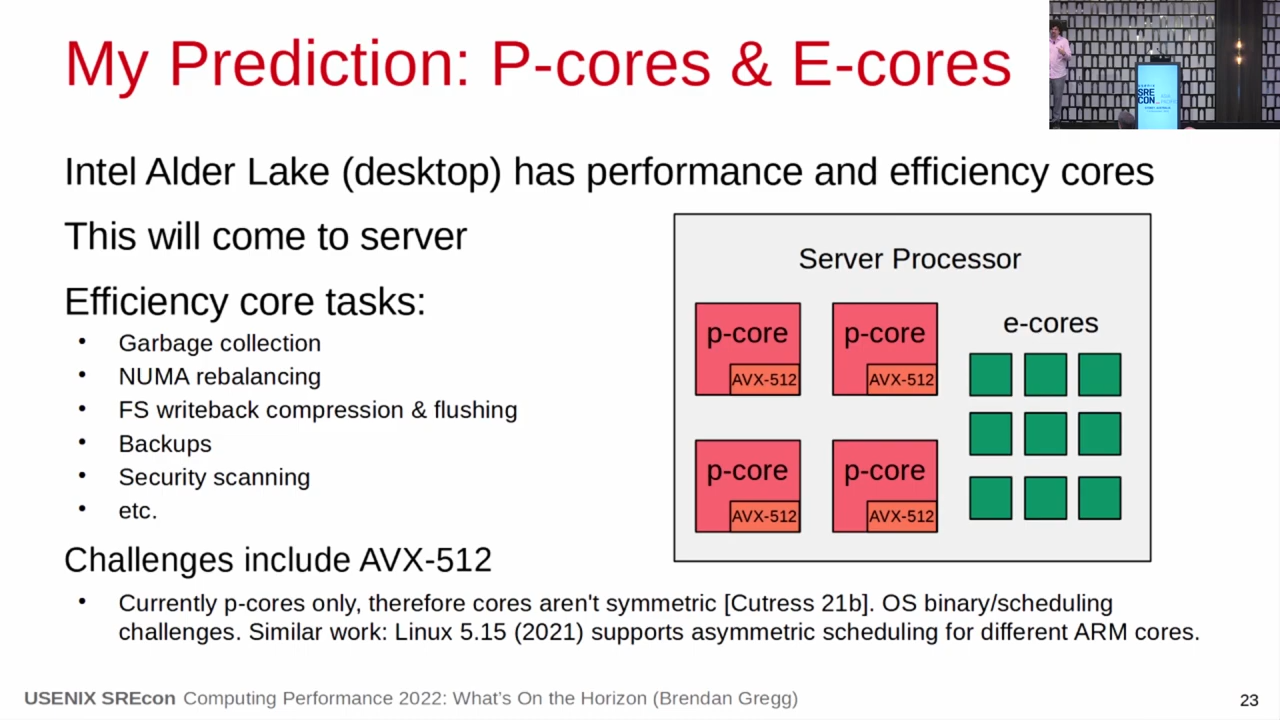 My Prediction: P-cores & E-cores
SRE
CON
Intel Alder Lake (desktop) has performance and efficiency cores
This will come to server
Efficiency core tasks:
• Garbage collection
• NUMA rebalancing
• FS writeback compression & flushing
• Backups
• Security scanning
• etc.
Server Processor
p-core
AVX-512
p-core
AVX-512
e-cores
p-core
AVX-512
p-core
AVX-512
Challenges include AVX-512
• Currently p-cores only, therefore cores aren't symmetric [Cutress 21b]. OS binary/scheduling
challenges. Similar work: Linux 5.15 (2021) supports asymmetric scheduling for different ARM cores.
USENIX SREcon Computing Performance 2022: What's On the Horizon (Brendan Gregg)
23